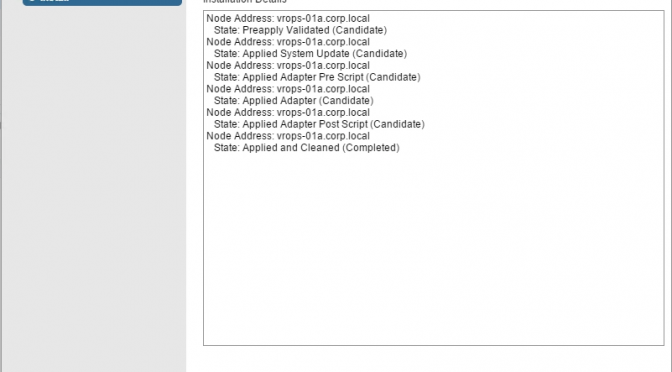 Installation Details
Node Address: vrops-01a.corp.local
State: Preapply Validated (Candidate)
Node Address: vrops-01a.corp.local
State: Applied System Update (Candidate)
Node Address: vrops-01a.corp.local
State: Applied Adapter Pre Script (Candidate)
Node Address: vrops-01a.corp.local
State: Applied Adapter (Candidate)
Node Address: vrops-01a.corp.local
State: Applied Adapter Post Script (Candidate)
Node Address: vrops-01a.corp.local
State: Applied and Cleaned (Completed)